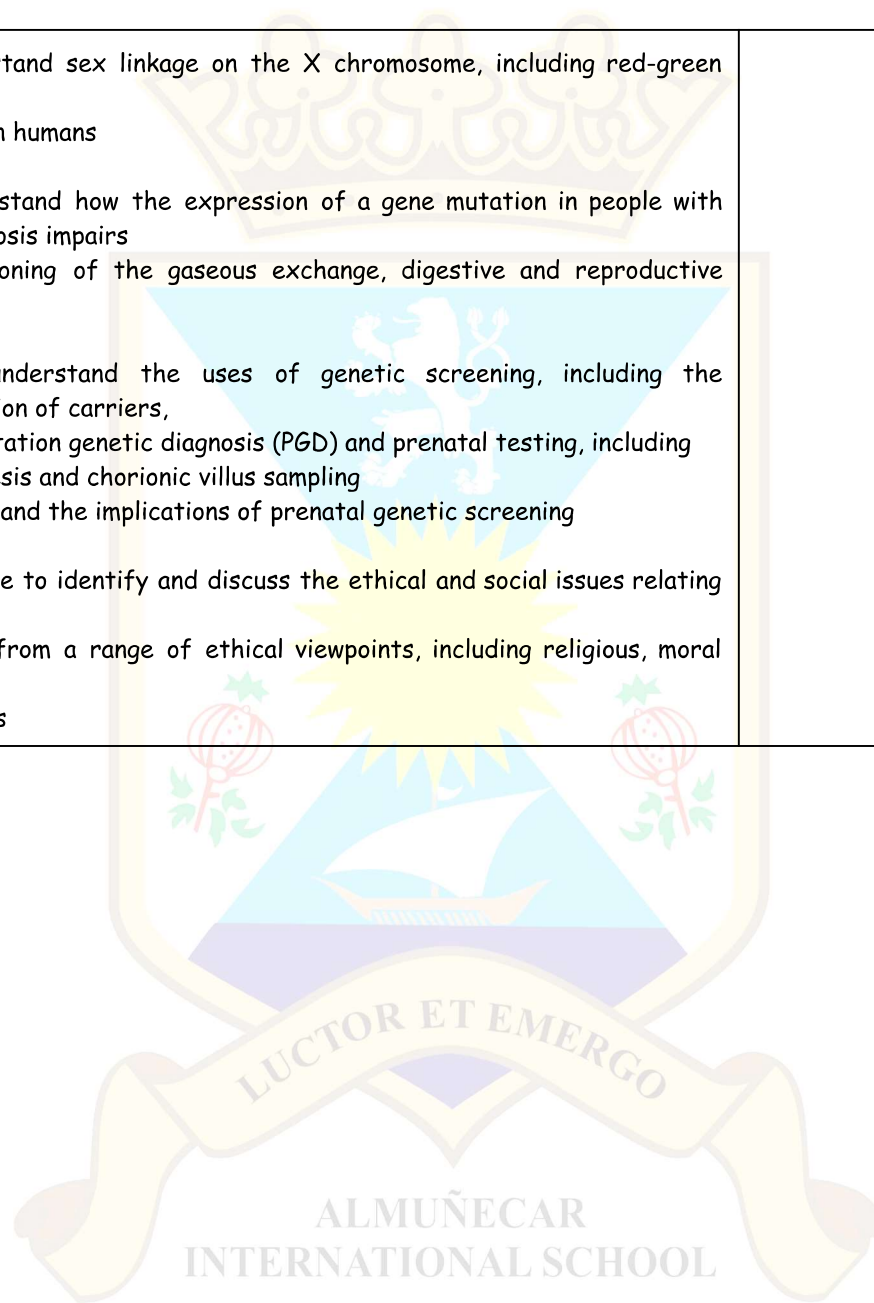 tand sex linkage on the X chromosome, including red-green
n humans
stand how the expression of a gene mutation in people with
osis impairs
oning of the gaseous exchange, digestive and reproductive
nderstand the uses of genetic screening, including the
ion of carriers,
tation genetic diagnosis (PGD) and prenatal testing, including
sis and chorionic villus sampling
and the implications of prenatal genetic screening
e to identify and discuss the ethical and social issues relating
from a range of ethical viewpoints, including religious, moral
s
LUCTOR ET EMERGO
ALMUÑECAR
INTERNATIONAL SCHOOL